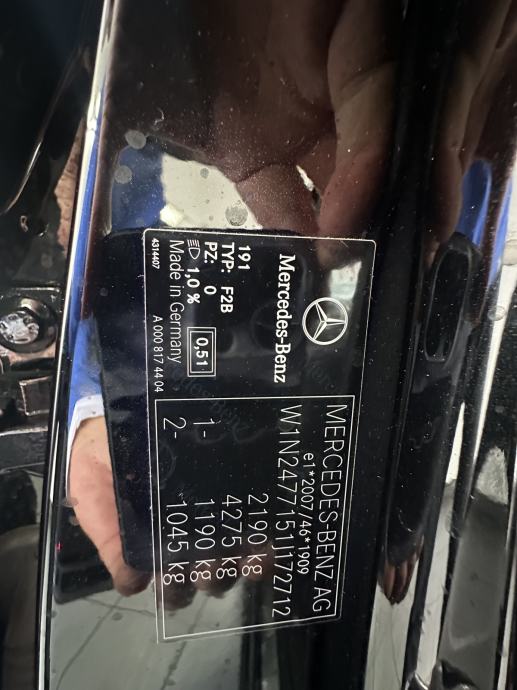 MERCEDES-BENZ AG
e1*2007/46*1909
W1N2477151J172712
2190 kg
4275 kg
1- 1190 kg
2- 1045 kg
Mercedes-Benz
191
TYP: F2B
PZ: 0
1,0 % 0,51
Made in Germany
4314407 A 000 817 44 04